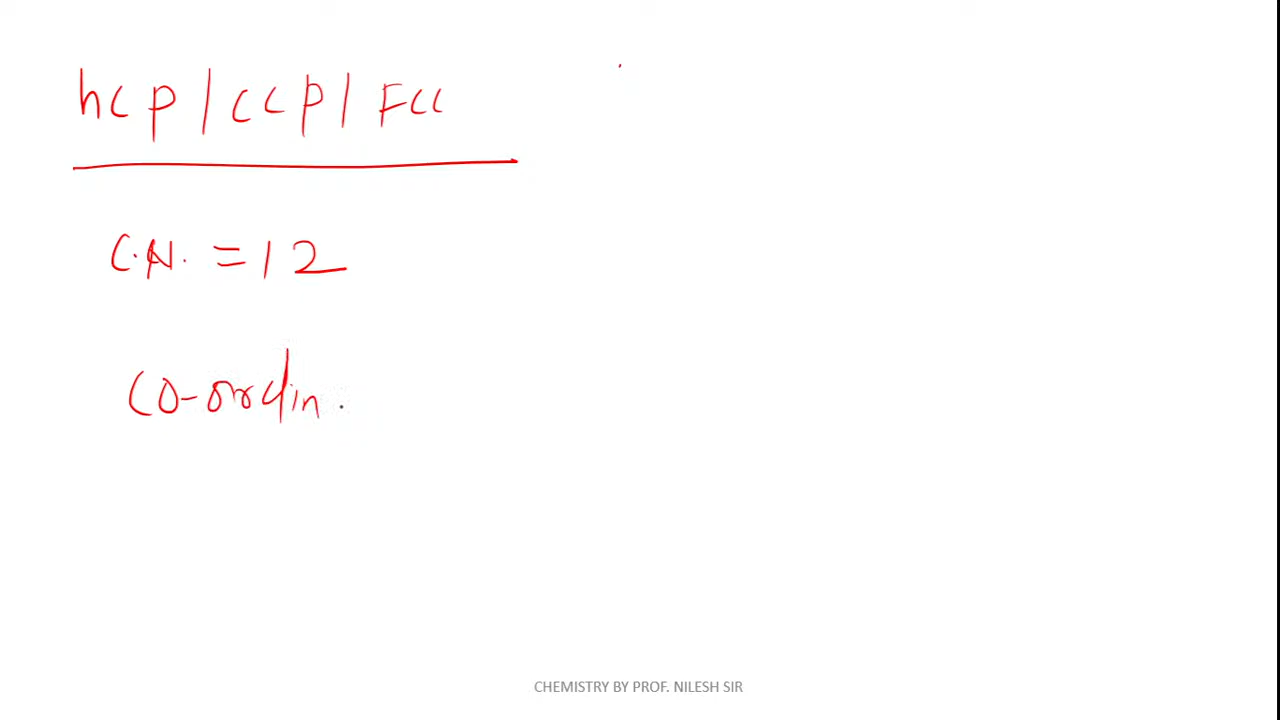 hcp/ccp/Fcc
C.N. = 12
Co-ordin
CHEMISTRY BY PROF. NILESH SIR